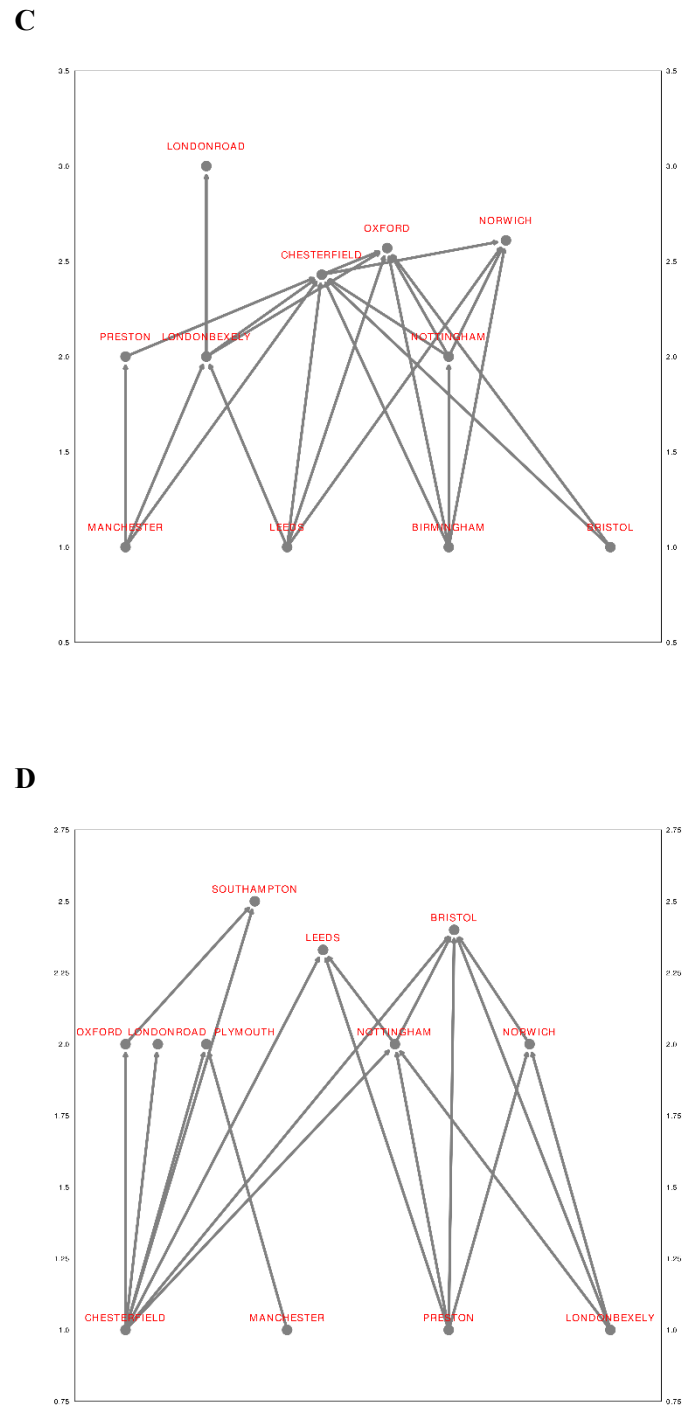 C
3.5 3.5
LONDONROAD
3.0 3.0
NORWICH
OXFORD
CHESTERFIELD
2.5 2.5
PRESTON LONDONBEXELY NOTTINGHAM
2.0 2.0
1.5 1.5
MANCHESTER LEEDS BIRMINGHAM BRISTOL
1.0 1.0
0.5 0.5
D
2.75 2.75
SOUTHAMPTON
2.5 2.5
BRISTOL
LEEDS
2.25 2.25
OXFORD LONDONROAD PLYMOUTH NOTTINGHAM NORWICH
2.0 2.0
1.75 1.75
1.5 1.5
1.25 1.25
CHESTERFIELD MANCHESTER PRESTON LONDONBEXELY
1.0 1.0
0.75 0.75